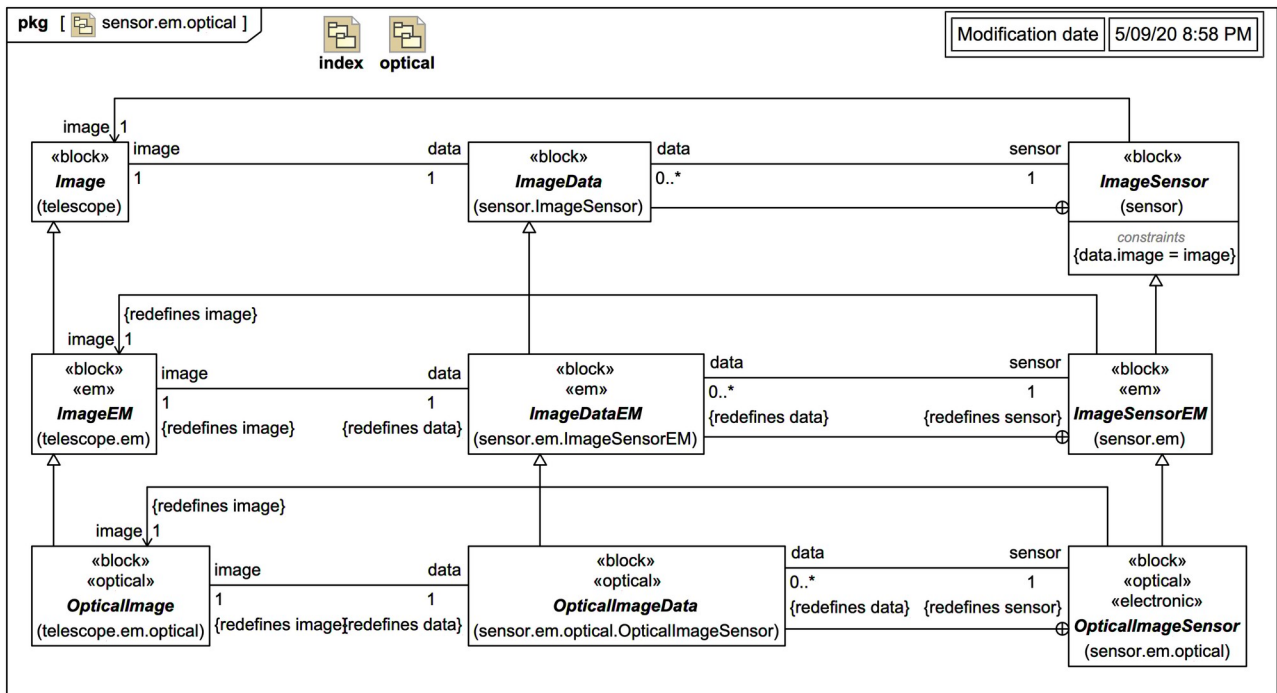 pkg [ sensor.em.optical ]
index
optical
Modification date 5/09/20 8:58 PM
image 1
«block»
Image
(telescope)
image
1
data
1
«block»
ImageData
(sensor.ImageSensor)
data
0..*
sensor
1
«block»
ImageSensor
(sensor)
constraints
{data.image = image}
{redefines image}
image 1
«block»
«em»
ImageEM
(telescope.em)
image
1
{redefines image}
data
1
{redefines data}
«block»
«em»
ImageDataEM
(sensor.em.ImageSensorEM)
data
0..*
{redefines data}
sensor
1
{redefines sensor}
«block»
«em»
ImageSensorEM
(sensor.em)
{redefines image}
image 1
«block»
«optical»
OpticalImage
(telescope.em.optical)
image
1
{redefines image}
data
1
{redefines data}
«block»
«optical»
OpticalImageData
(sensor.em.optical.OpticalImageSensor)
data
0..*
{redefines data}
sensor
1
{redefines sensor}
«block»
«optical»
«electronic»
OpticalImageSensor
(sensor.em.optical)